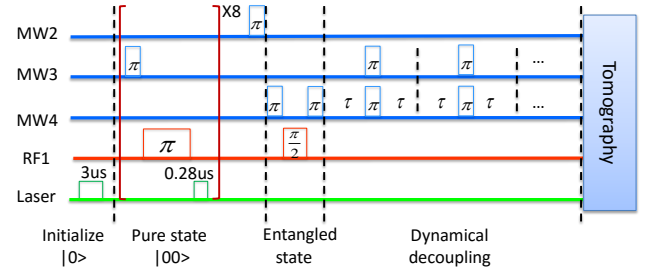 X8
MW2 π
MW3 π π π ...
MW4 π π τ π τ τ π τ ...
RF1 π π/2
3us 0.28us
Laser
Initialize Pure state Entangled Dynamical
|0> |00> state decoupling
Tomography